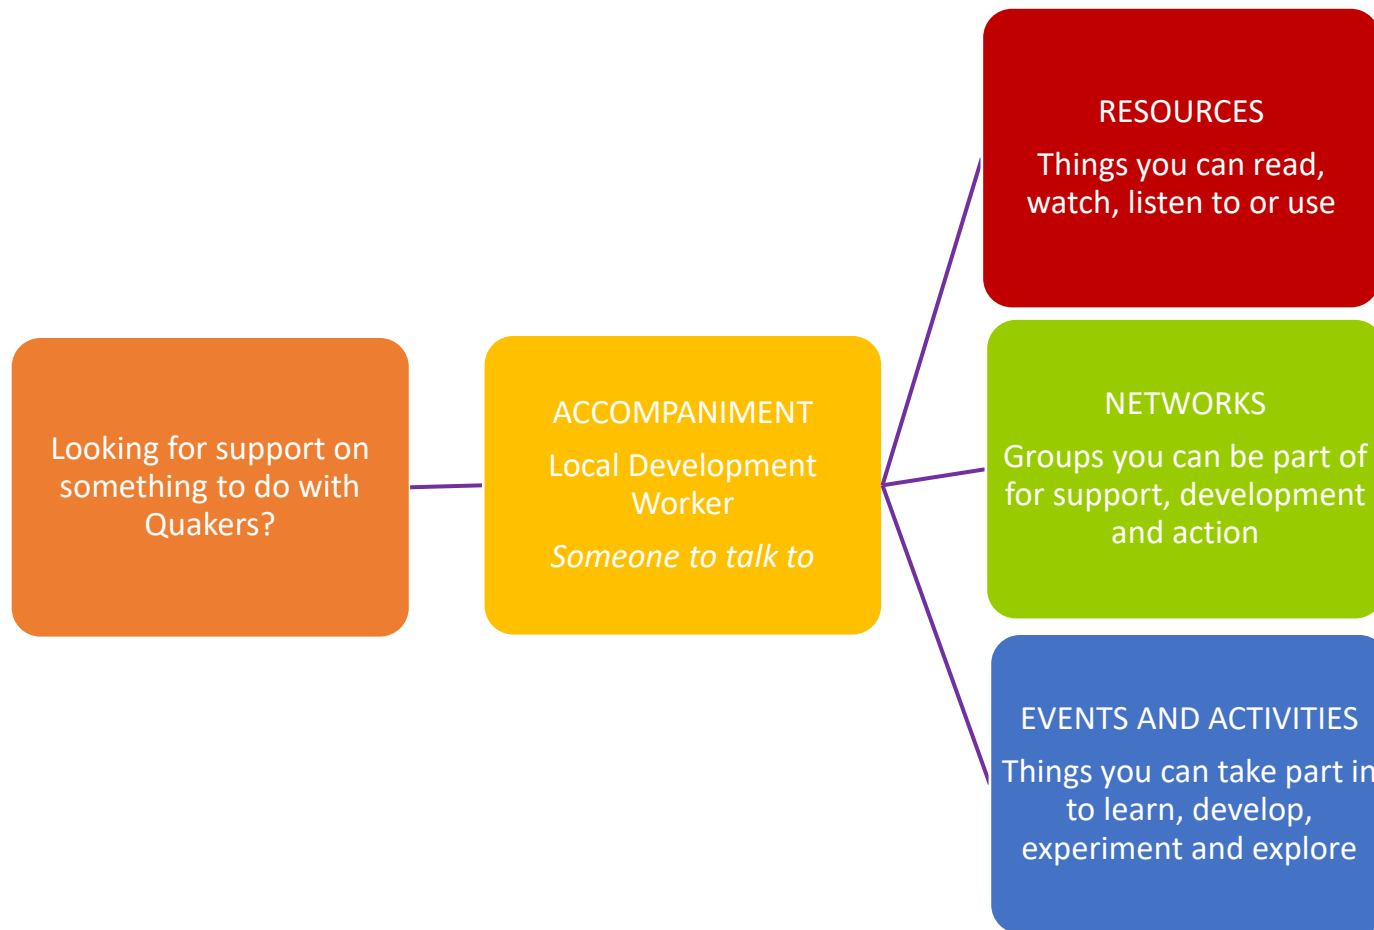 Looking for support on
something to do with
Quakers?
ACCOMPANIMENT
Local Development
Worker
Someone to talk to
RESOURCES
Things you can read,
watch, listen to or use
NETWORKS
Groups you can be part of
for support, development
and action
EVENTS AND ACTIVITIES
Things you can take part in
to learn, develop,
experiment and explore